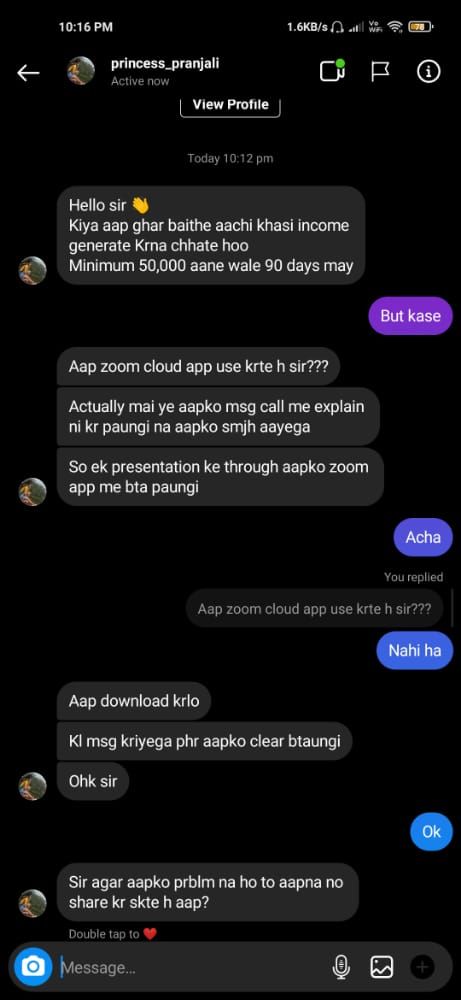 10:16 PM
1.6KB/s
Vo
WiFi
78
princess_pranjali
Active now
View Profile
Today 10:12 pm
Hello sir 👋
Kiya aap ghar baithe aachi khasi income
generate Krna chhate hoo
Minimum 50,000 aane wale 90 days may
But kase
Aap zoom cloud app use krte h sir???
Actually mai ye aapko msg call me explain
ni kr paungi na aapko smjh aayega
So ek presentation ke through aapko zoom
app me bta paungi
Acha
You replied
Aap zoom cloud app use krte h sir???
Nahi ha
Aap download krlo
Kl msg kriyega phr aapko clear btaungi
Ohk sir
Ok
Sir agar aapko prblm na ho to aapna no
share kr skte h aap?
Double tap to ❤️
Message...